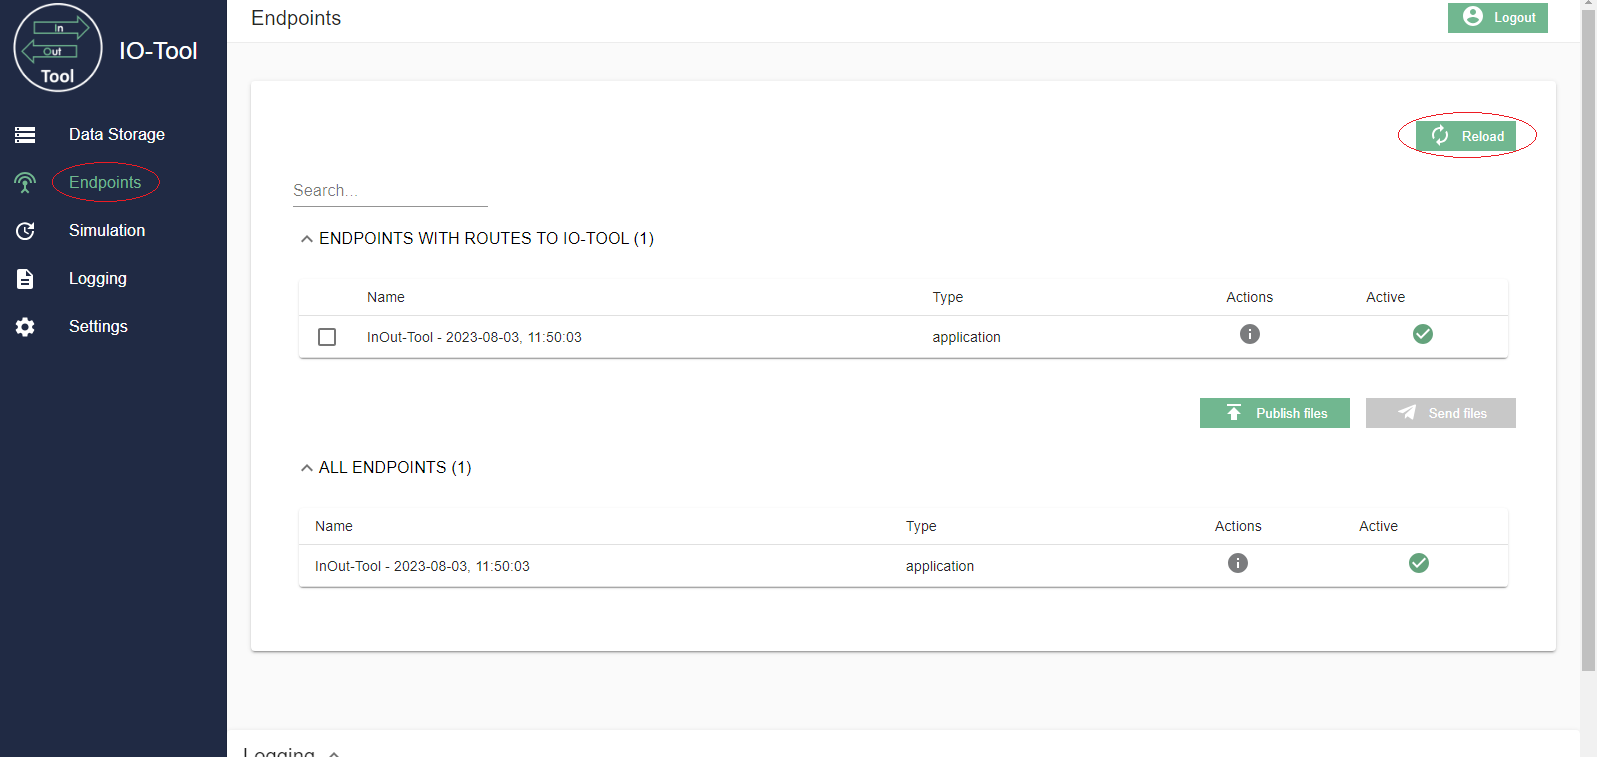 In
Out
Tool
IO-Tool
Data Storage
Endpoints
Simulation
Logging
Settings
Endpoints
Logout
Reload
Search...
ENDPOINTS WITH ROUTES TO IO-TOOL (1)
Name Type Actions Active
InOut-Tool - 2023-08-03, 11:50:03 application
Publish files Send files
ALL ENDPOINTS (1)
Name Type Actions Active
InOut-Tool - 2023-08-03, 11:50:03 application
Logging